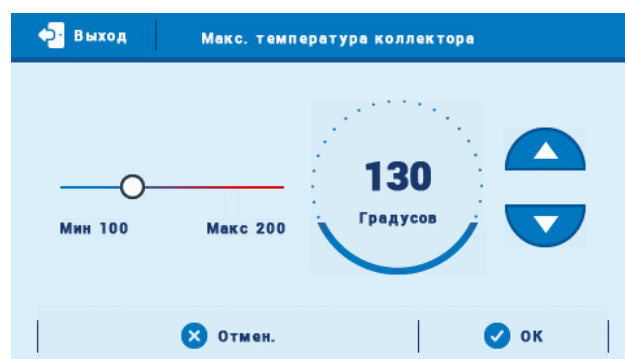 Выход
Макс. температура коллектора
130
Градусов
Мин 100
Макс 200
Отмен.
OK